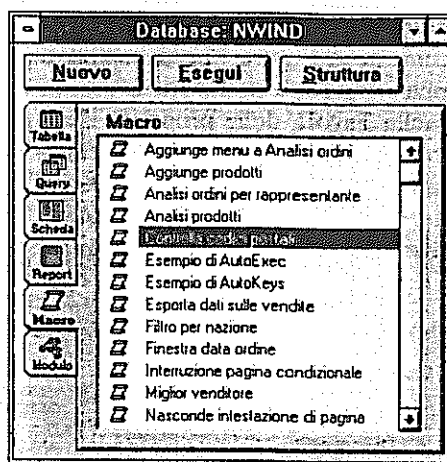 Database: NWIND
Nuovo Esegui Struttura
Tabella
Query
Scheda
Report
Macro
Modulo
Macro
Aggiunge menu a Analisi ordini
Aggiunge prodotti
Analisi ordini per rappresentante
Analisi prodotti
Esempio di AutoExec
Esempio di AutoKeys
Esporta dati sulle vendite
Filtro per nazione
Finestra data ordine
Interruzione pagina condizionale
Miglior venditore
Nasconde intestazione di pagina